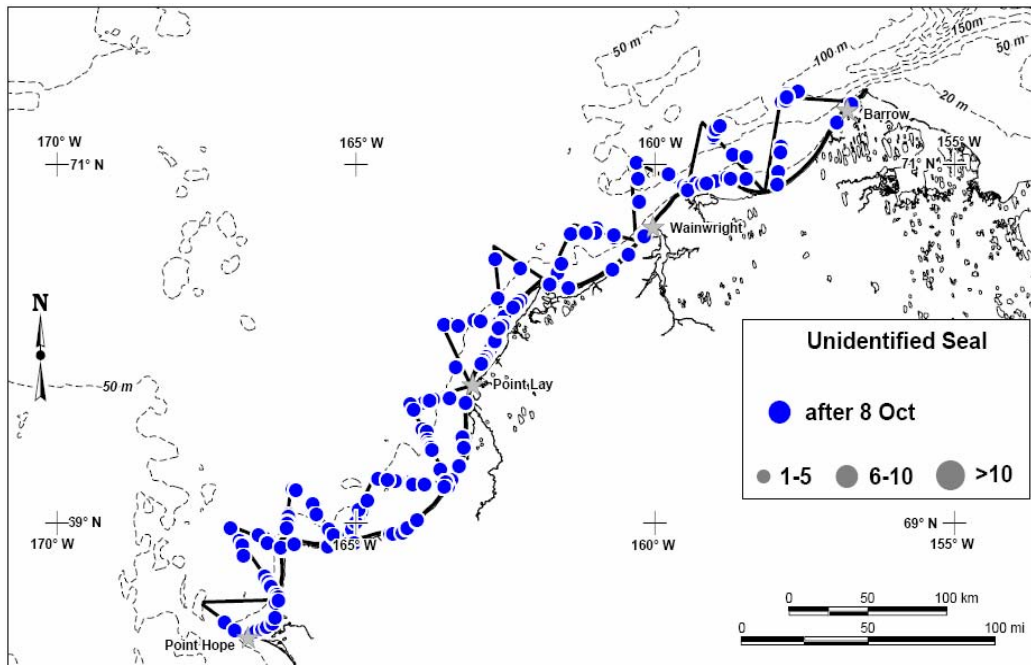 50 m
100 m
150m
50 m
20 m
Barrow
170° W
165° W
160° W
155° W
71° N
71° N
Wainwright
N
50 m
Point Lay
Unidentified Seal
after 8 Oct
1-5
6-10
>10
69° N
69° N
170° W
165° W
160° W
155° W
Point Hope
0 50 100 km
0 50 100 mi